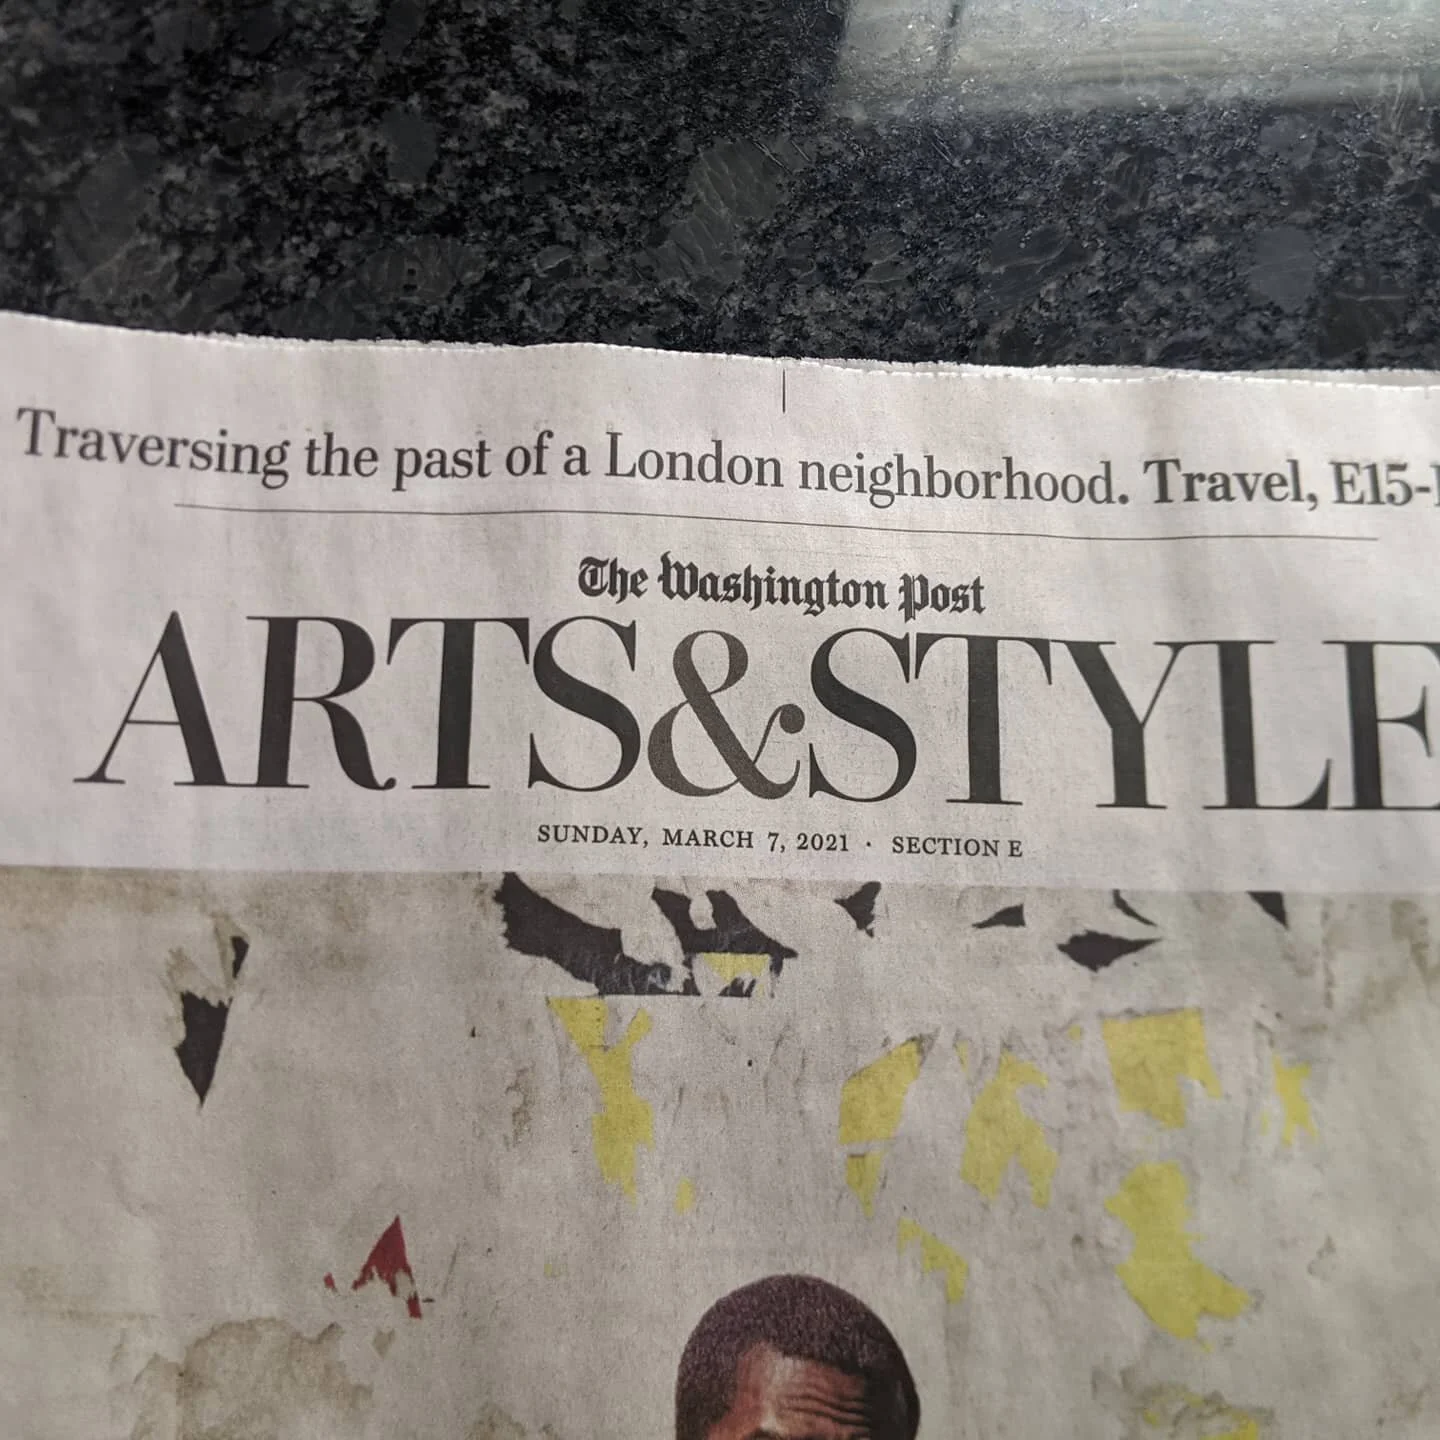 Traversing the past of a London neighborhood. Travel, E15-
The Washington Post
ARTS&STYLE
SUNDAY, MARCH 7, 2021 · SECTION E